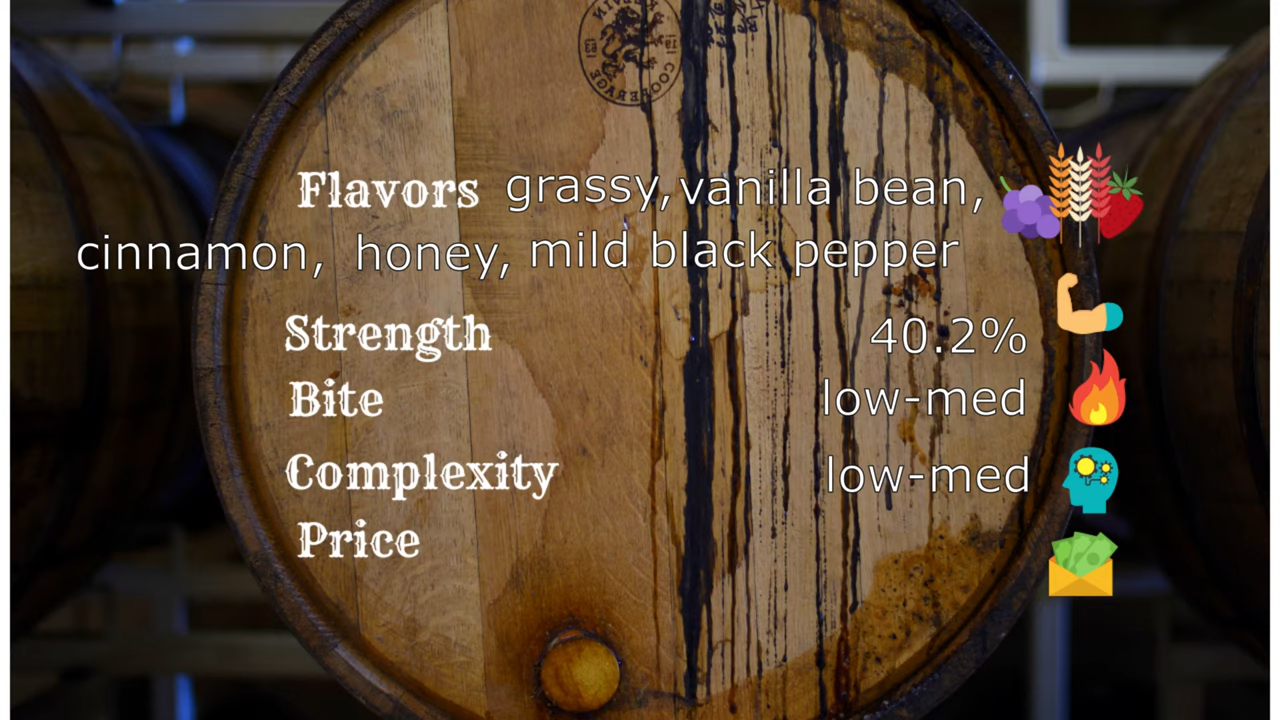 COOPERAGE
Flavors grassy, vanilla bean,
cinnamon, honey, mild black pepper
Strength 40.2%
Bite low-med
Complexity low-med
Price